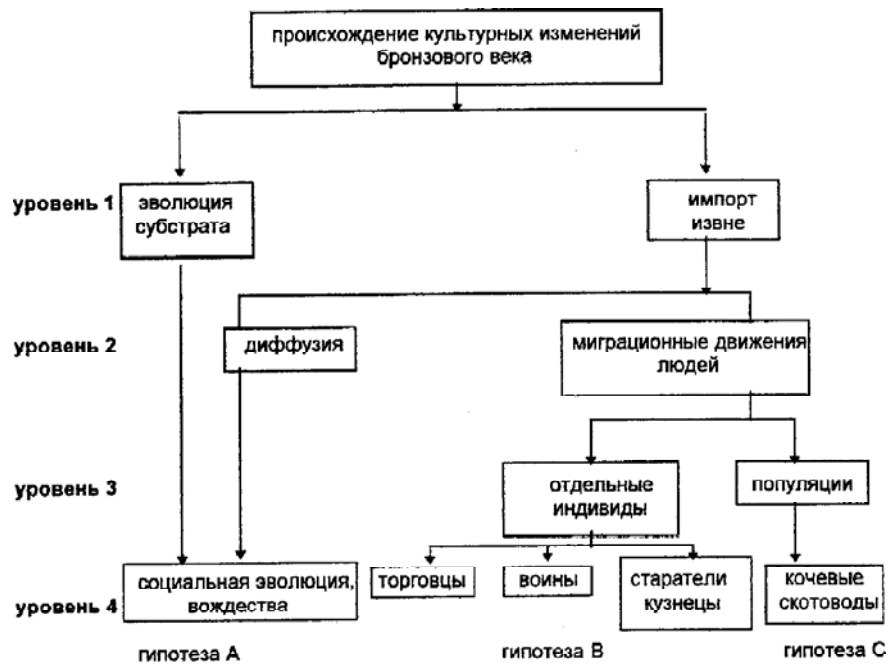 происхождение культурных изменений
бронзового века
уровень 1
эволюция
субстрата
импорт
извне
уровень 2
диффузия
миграционные движения
людей
уровень 3
отдельные
индивиды
популяции
уровень 4
социальная эволюция,
вождества
торговцы
воины
старатели
кузнецы
кочевые
скотоводы
гипотеза А
гипотеза В
гипотеза С